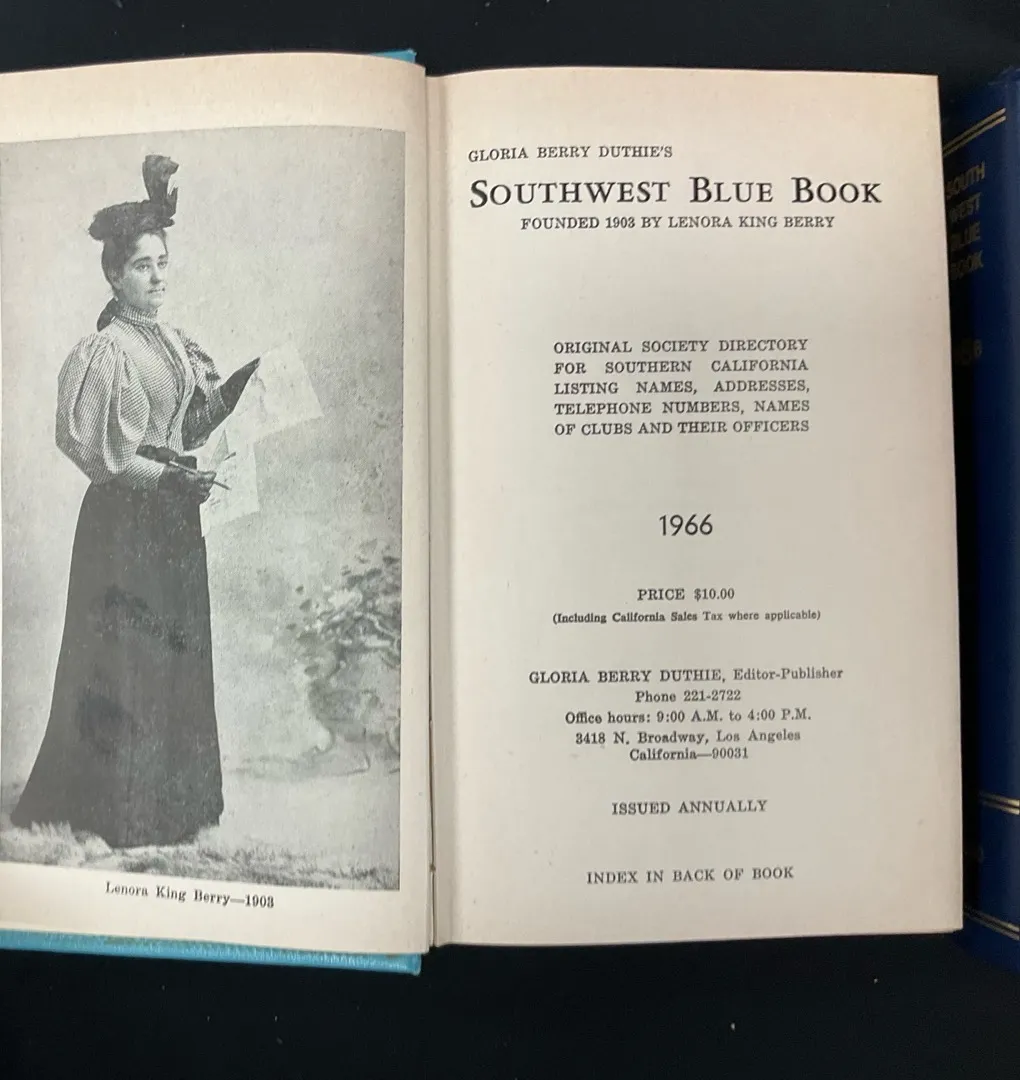 Lenora King Berry—1903
GLORIA BERRY DUTHIE'S
SOUTHWEST BLUE BOOK
FOUNDED 1903 BY LENORA KING BERRY
ORIGINAL SOCIETY DIRECTORY
FOR SOUTHERN CALIFORNIA
LISTING NAMES, ADDRESSES,
TELEPHONE NUMBERS, NAMES
OF CLUBS AND THEIR OFFICERS
1966
PRICE $10.00
(Including California Sales Tax where applicable)
GLORIA BERRY DUTHIE, Editor-Publisher
Phone 221-2722
Office hours: 9:00 A.M. to 4:00 P.M.
3418 N. Broadway, Los Angeles
California—90031
ISSUED ANNUALLY
INDEX IN BACK OF BOOK
SOUTH
WEST
BLUE
BOOK